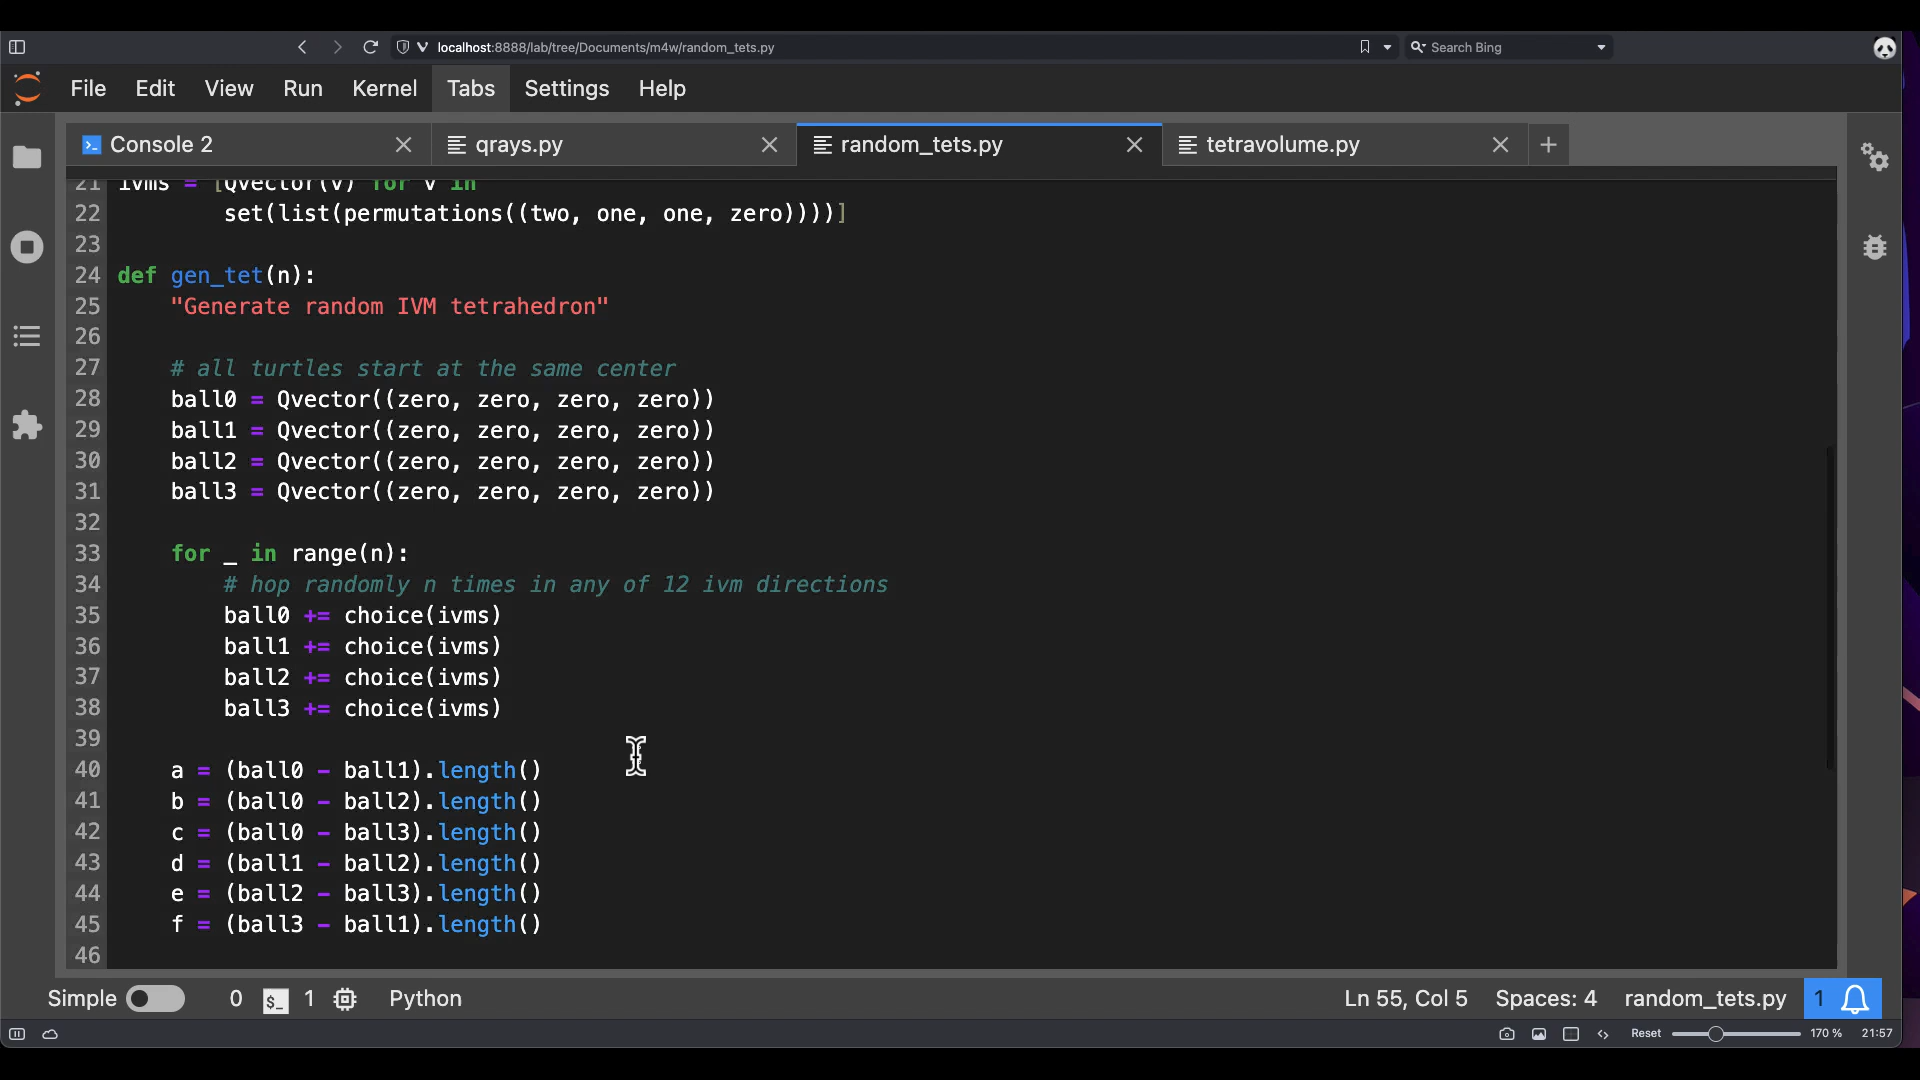 localhost:8888/lab/tree/Documents/m4w/random_tets.py
Search Bing
File Edit View Run Kernel Tabs Settings Help
Console 2
qrays.py
random_tets.py
tetravolume.py
21 ivms = [Qvector(v) for v in
22 set(list(permutations((two, one, one, zero))))]
23
24 def gen_tet(n):
25 "Generate random IVM tetrahedron"
26
27 # all turtles start at the same center
28 ball0 = Qvector((zero, zero, zero, zero))
29 ball1 = Qvector((zero, zero, zero, zero))
30 ball2 = Qvector((zero, zero, zero, zero))
31 ball3 = Qvector((zero, zero, zero, zero))
32
33 for _ in range(n):
34 # hop randomly n times in any of 12 ivm directions
35 ball0 += choice(ivms)
36 ball1 += choice(ivms)
37 ball2 += choice(ivms)
38 ball3 += choice(ivms)
39
40 a = (ball0 - ball1).length()
41 b = (ball0 - ball2).length()
42 c = (ball0 - ball3).length()
43 d = (ball1 - ball2).length()
44 e = (ball2 - ball3).length()
45 f = (ball3 - ball1).length()
46
Simple 0 $_ 1 Python Ln 55, Col 5 Spaces: 4 random_tets.py 1
Reset 170 % 21:57